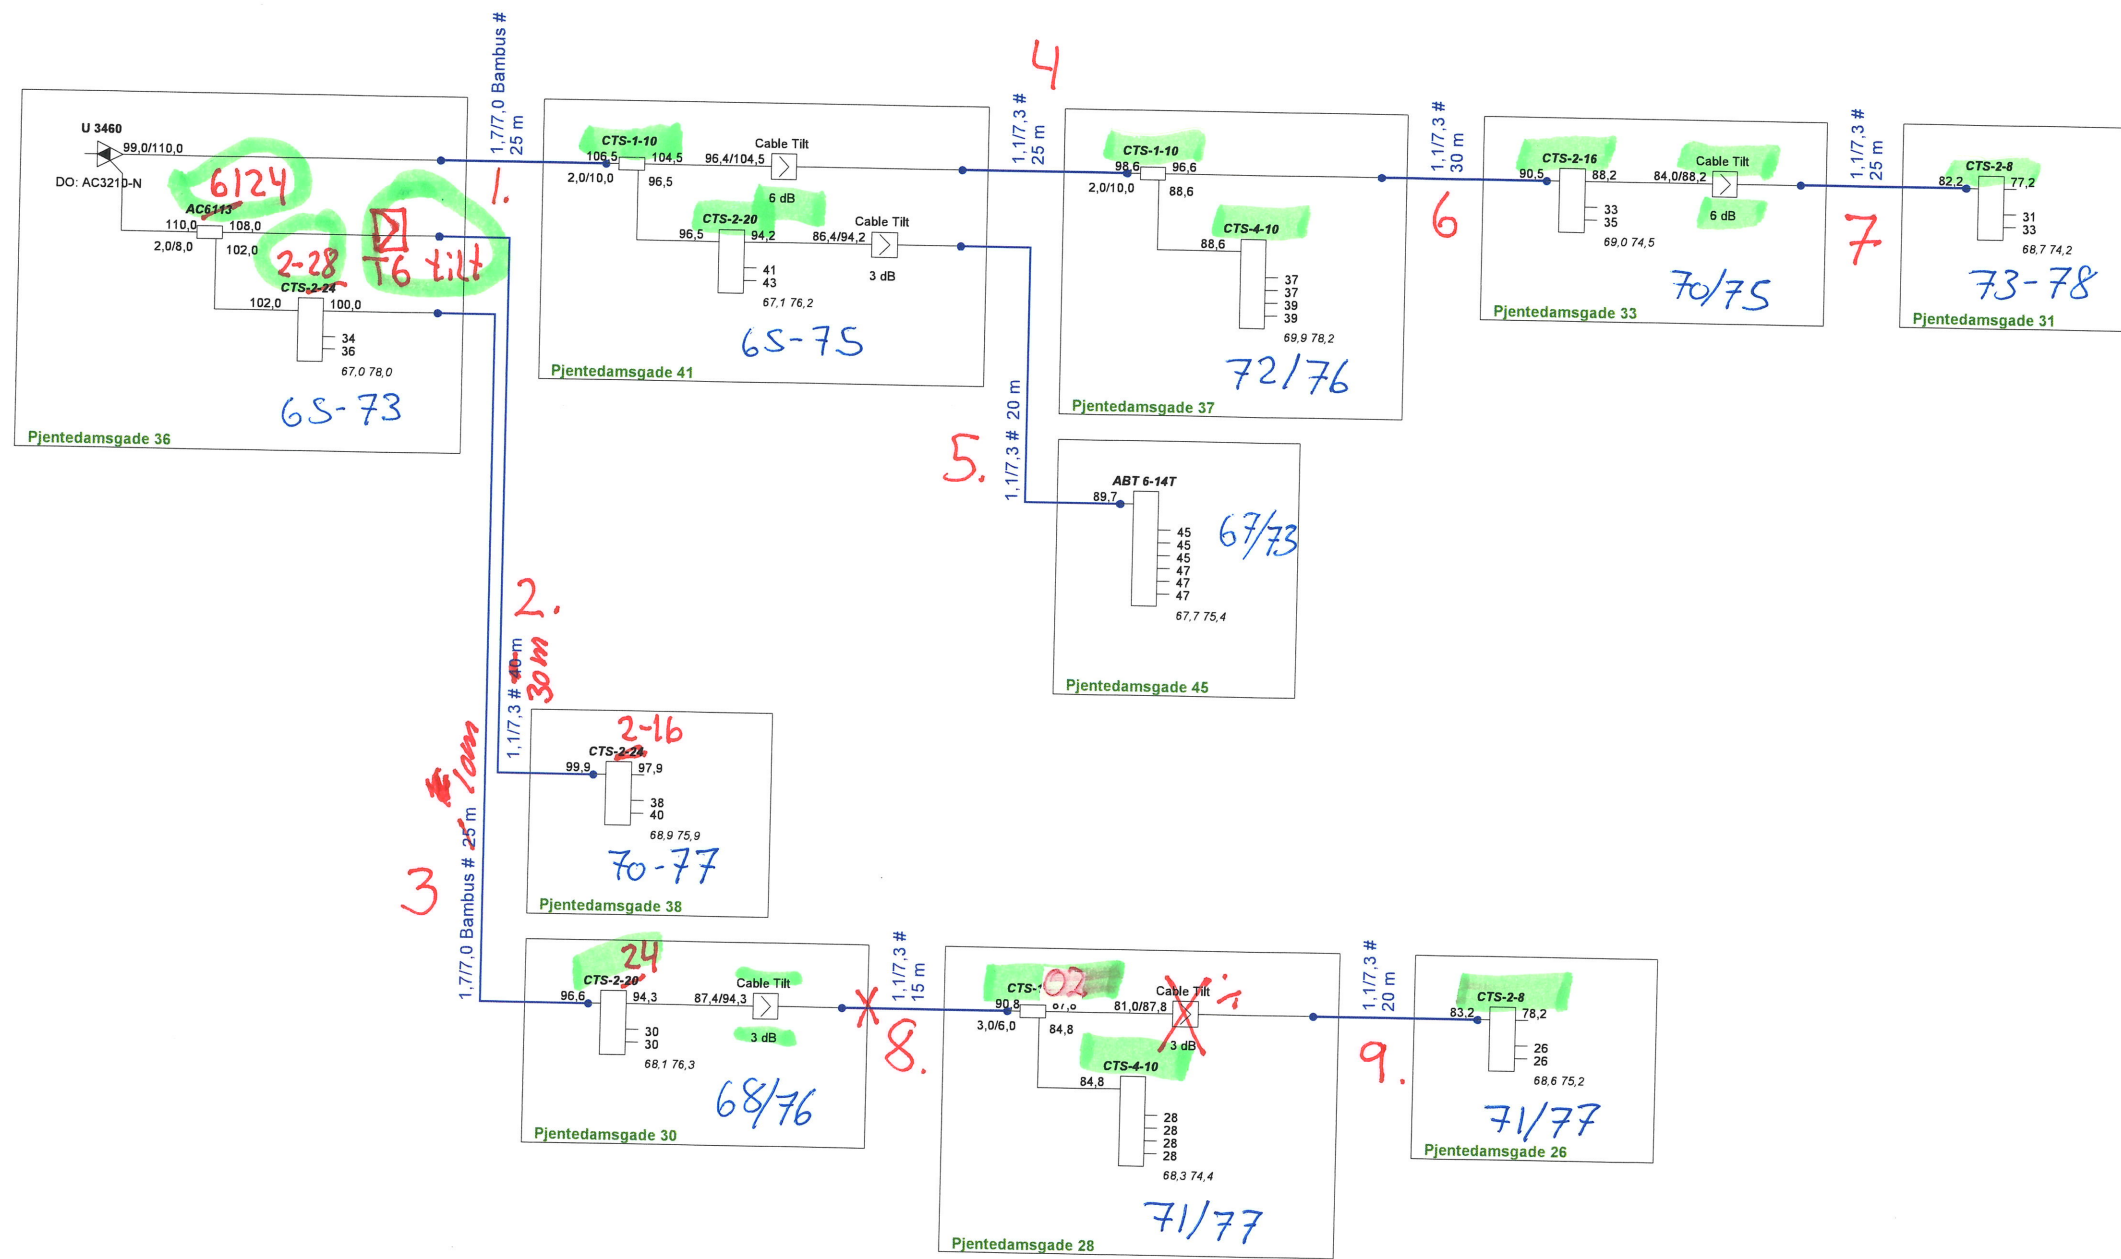 U 3460
99,0/110,0
DO: AC3210-N
6124
AC6113
110,0
108,0
2,0/8,0
102,0
T6 tilt
2-28
CTS-2-24
102,0
100,0
34
36
67,0 78,0
65-73
Pjentedamsgade 36
1,7/7,0 Bambus #
25 m
1.
CTS-1-10
106,5
104,5
2,0/10,0
96,5
96,4/104,5
Cable Tilt
6 dB
CTS-2-20
96,5
94,2
86,4/94,2
Cable Tilt
3 dB
41
43
67,1 76,2
65-75
Pjentedamsgade 41
4
1,1/7,3 #
25 m
CTS-1-10
98,6
96,6
2,0/10,0
88,6
CTS-4-10
88,6
37
37
39
39
69,9 78,2
72/76
Pjentedamsgade 37
1,1/7,3 #
30 m
6
CTS-2-16
90,5
88,2
84,0/88,2
Cable Tilt
6 dB
33
35
69,0 74,5
70/75
Pjentedamsgade 33
1,1/7,3 #
25 m
7
CTS-2-8
82,2
77,2
31
33
68,7 74,2
73-78
Pjentedamsgade 31
5.
1,1/7,3 # 20 m
ABT 6-14T
89,7
45
45
45
47
47
47
67,7 75,4
67/73
Pjentedamsgade 45
2.
1,1/7,3 # 40 m
30m
2-16
CTS-2-24
99,9
97,9
38
40
68,9 75,9
70-77
Pjentedamsgade 38
10m
3
1,7/7,0 Bambus # 25 m
24
CTS-2-20
96,6
94,3
87,4/94,3
Cable Tilt
3 dB
30
30
68,1 76,3
68/76
Pjentedamsgade 30
1,1/7,3 #
15 m
8.
CTS-1
02
90,8
87,8
3,0/6,0
84,8
81,0/87,8
Cable Tilt
3 dB
CTS-4-10
84,8
28
28
28
28
68,3 74,4
71/77
Pjentedamsgade 28
1,1/7,3 #
20 m
9.
CTS-2-8
83,2
78,2
26
26
68,6 75,2
71/77
Pjentedamsgade 26